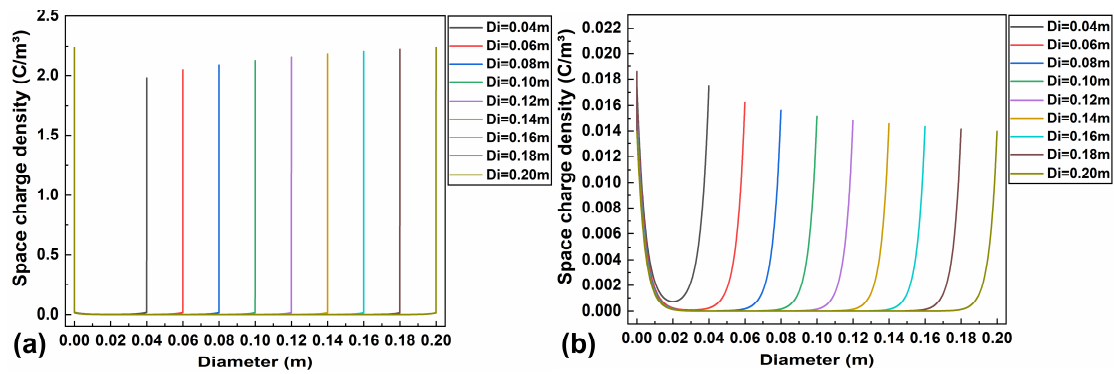 2.5
2.0
1.5
1.0
0.5
0.0
Space charge density (C/m³)
0.00 0.02 0.04 0.06 0.08 0.10 0.12 0.14 0.16 0.18 0.20
Diameter (m)
(a)
Di=0.04m
Di=0.06m
Di=0.08m
Di=0.10m
Di=0.12m
Di=0.14m
Di=0.16m
Di=0.18m
Di=0.20m
0.022
0.020
0.018
0.016
0.014
0.012
0.010
0.008
0.006
0.004
0.002
0.000
Space charge density (C/m³)
0.00 0.02 0.04 0.06 0.08 0.10 0.12 0.14 0.16 0.18 0.20
Diameter (m)
(b)
Di=0.04m
Di=0.06m
Di=0.08m
Di=0.10m
Di=0.12m
Di=0.14m
Di=0.16m
Di=0.18m
Di=0.20m